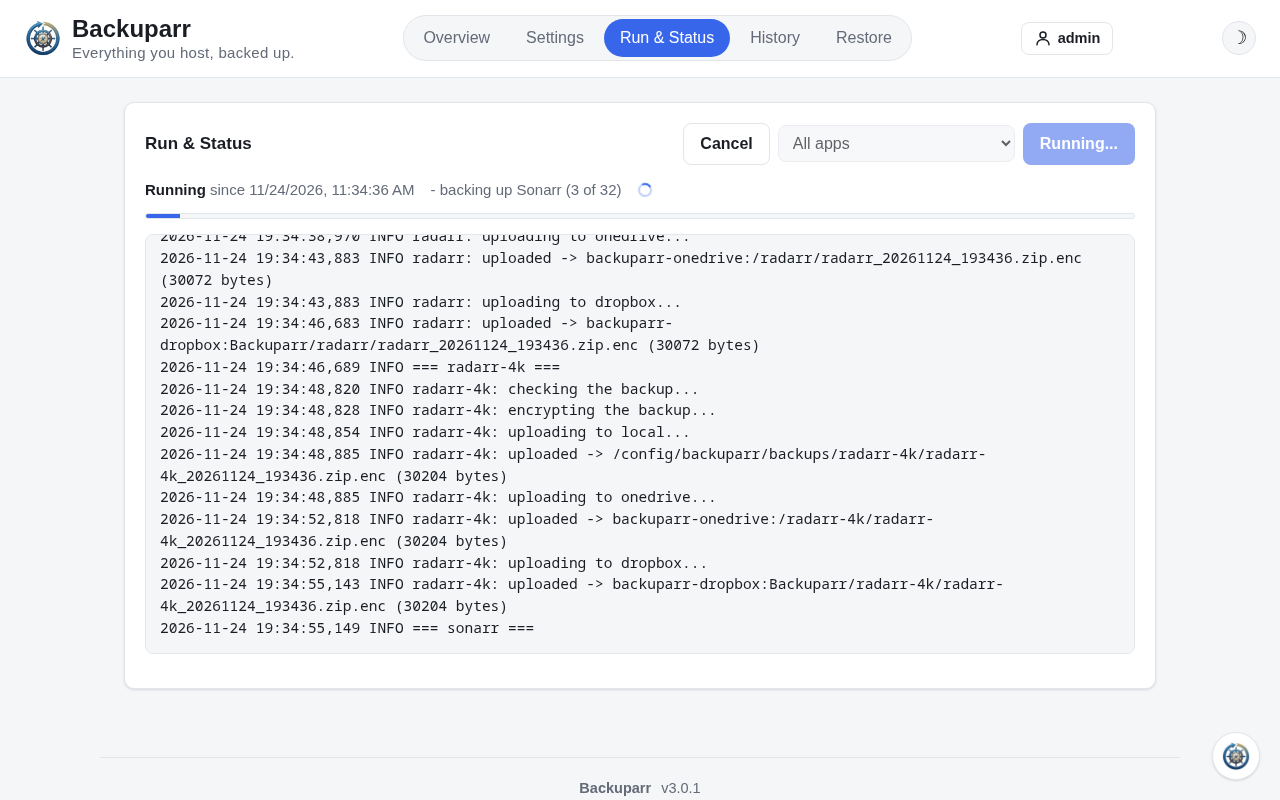 Backuparr
Everything you host, backed up.
Overview
Settings
Run & Status
History
Restore
admin
Run & Status
Cancel
All apps
Running...
Running since 11/24/2026, 11:34:36 AM - backing up Sonarr (3 of 32)
2026-11-24 19:34:38,970 INFO radarr: uploading to onedrive...
2026-11-24 19:34:43,883 INFO radarr: uploaded -> backuparr-onedrive:/radarr/radarr_20261124_193436.zip.enc
(30072 bytes)
2026-11-24 19:34:43,883 INFO radarr: uploading to dropbox...
2026-11-24 19:34:46,683 INFO radarr: uploaded -> backuparr-
dropbox:Backuparr/radarr/radarr_20261124_193436.zip.enc (30072 bytes)
2026-11-24 19:34:46,689 INFO === radarr-4k ===
2026-11-24 19:34:48,820 INFO radarr-4k: checking the backup...
2026-11-24 19:34:48,828 INFO radarr-4k: encrypting the backup...
2026-11-24 19:34:48,854 INFO radarr-4k: uploading to local...
2026-11-24 19:34:48,885 INFO radarr-4k: uploaded -> /config/backuparr/backups/radarr-4k/radarr-
4k_20261124_193436.zip.enc (30204 bytes)
2026-11-24 19:34:48,885 INFO radarr-4k: uploading to onedrive...
2026-11-24 19:34:52,818 INFO radarr-4k: uploaded -> backuparr-onedrive:/radarr-4k/radarr-
4k_20261124_193436.zip.enc (30204 bytes)
2026-11-24 19:34:52,818 INFO radarr-4k: uploading to dropbox...
2026-11-24 19:34:55,143 INFO radarr-4k: uploaded -> backuparr-dropbox:Backuparr/radarr-4k/radarr-
4k_20261124_193436.zip.enc (30204 bytes)
2026-11-24 19:34:55,149 INFO === sonarr ===
Backuparr v3.0.1